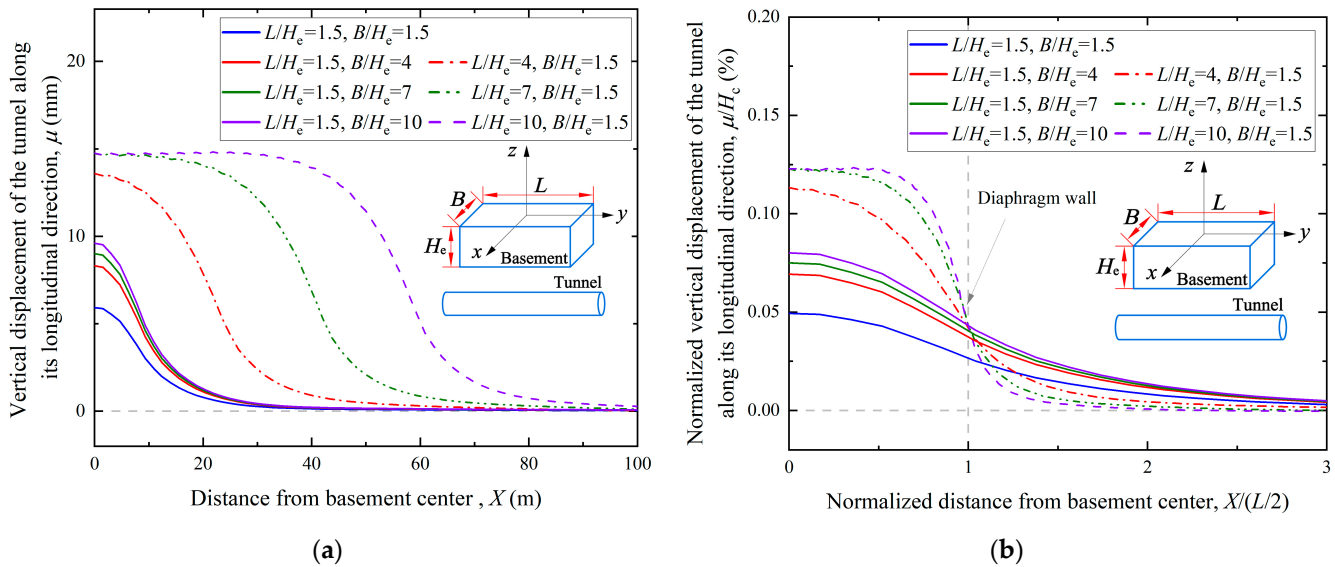 Vertical displacement of the tunnel along
its longitudinal direction, μ (mm)
20
10
0
L/He=1.5, B/He=1.5
L/He=1.5, B/He=4
L/He=4, B/He=1.5
L/He=1.5, B/He=7
L/He=7, B/He=1.5
L/He=1.5, B/He=10
L/He=10, B/He=1.5
z
B
L
y
He
x
Basement
Tunnel
0 20 40 60 80 100
Distance from basement center , X (m)
(a)
Normalized vertical displacement of the tunnel
along its longitudinal direction, μ/Hc (%)
0.20
0.15
0.10
0.05
0.00
L/He=1.5, B/He=1.5
L/He=1.5, B/He=4
L/He=4, B/He=1.5
L/He=1.5, B/He=7
L/He=7, B/He=1.5
L/He=1.5, B/He=10
L/He=10, B/He=1.5
Diaphragm wall
z
B
L
y
He
x
Basement
Tunnel
0 1 2 3
Normalized distance from basement center, X/(L/2)
(b)